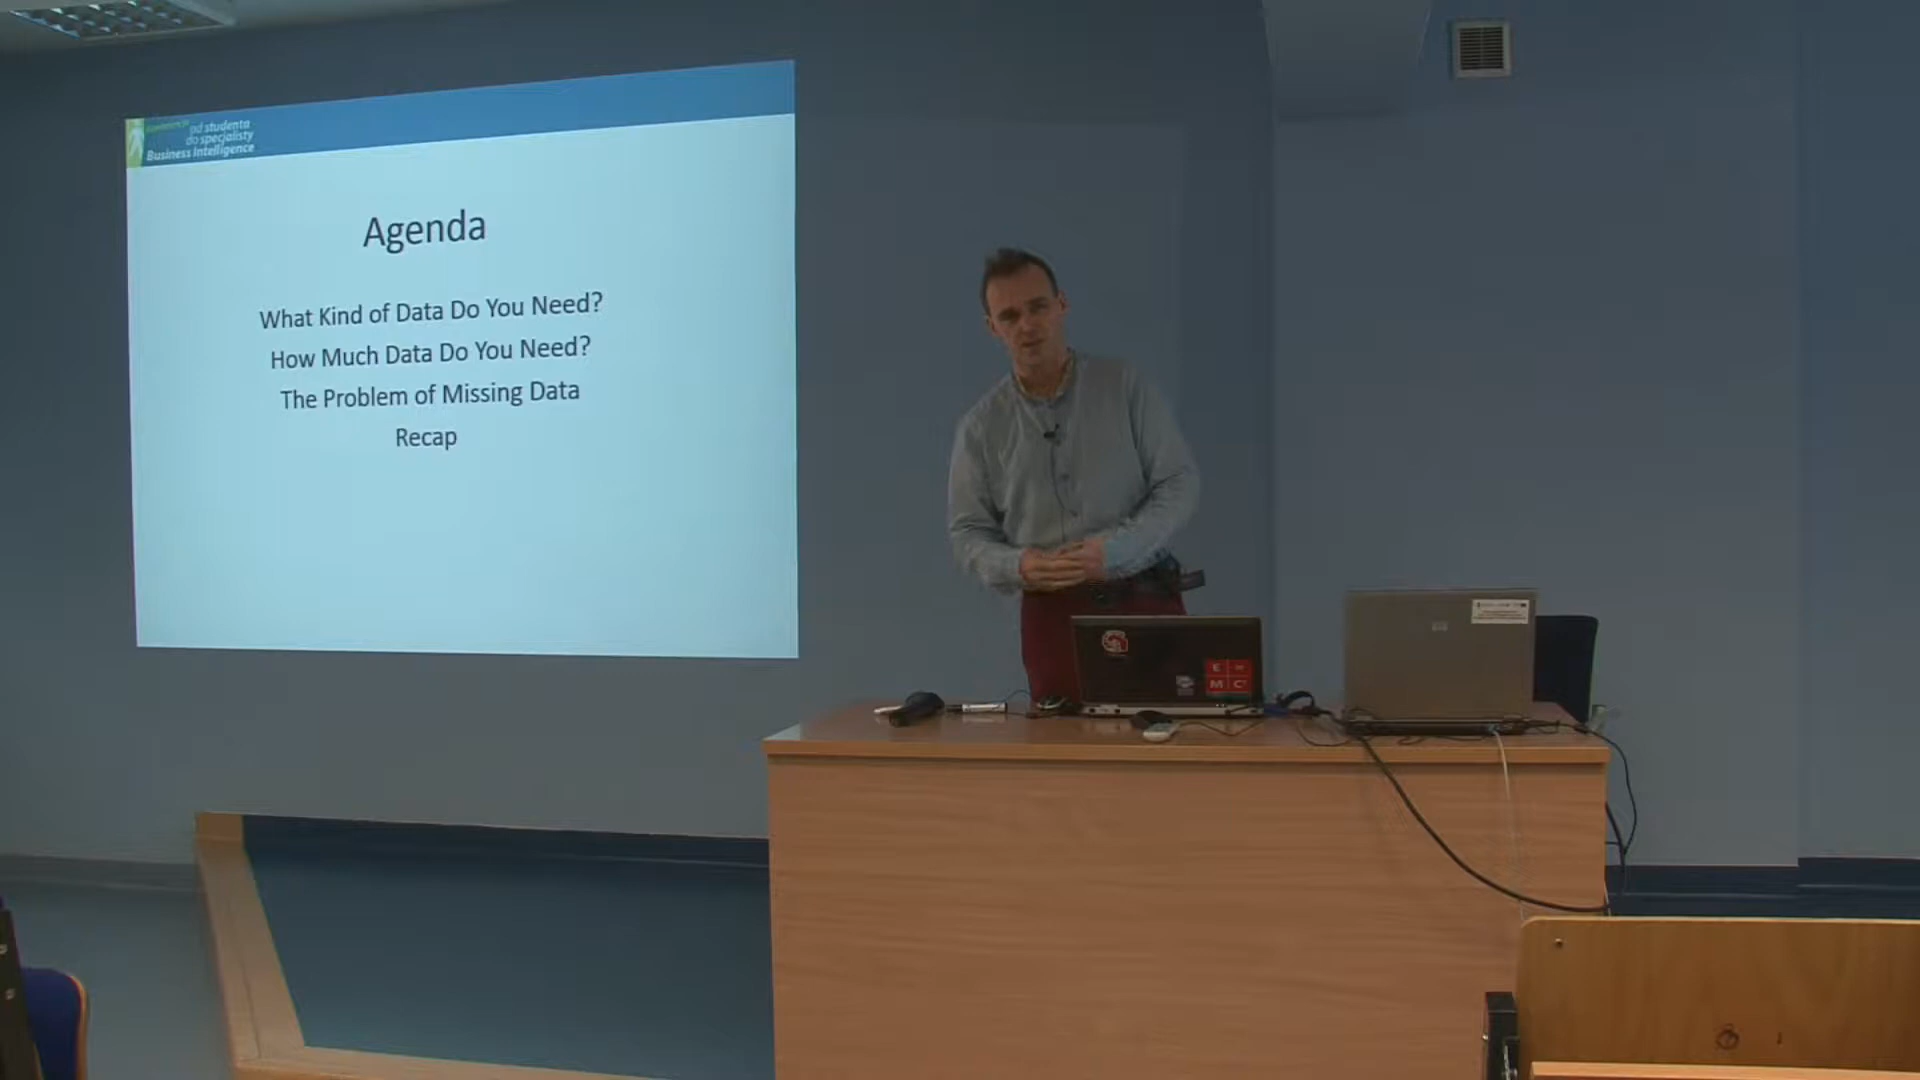 od studenta
do specjalisty
Business Intelligence
Agenda
What Kind of Data Do You Need?
How Much Data Do You Need?
The Problem of Missing Data
Recap
E
M C